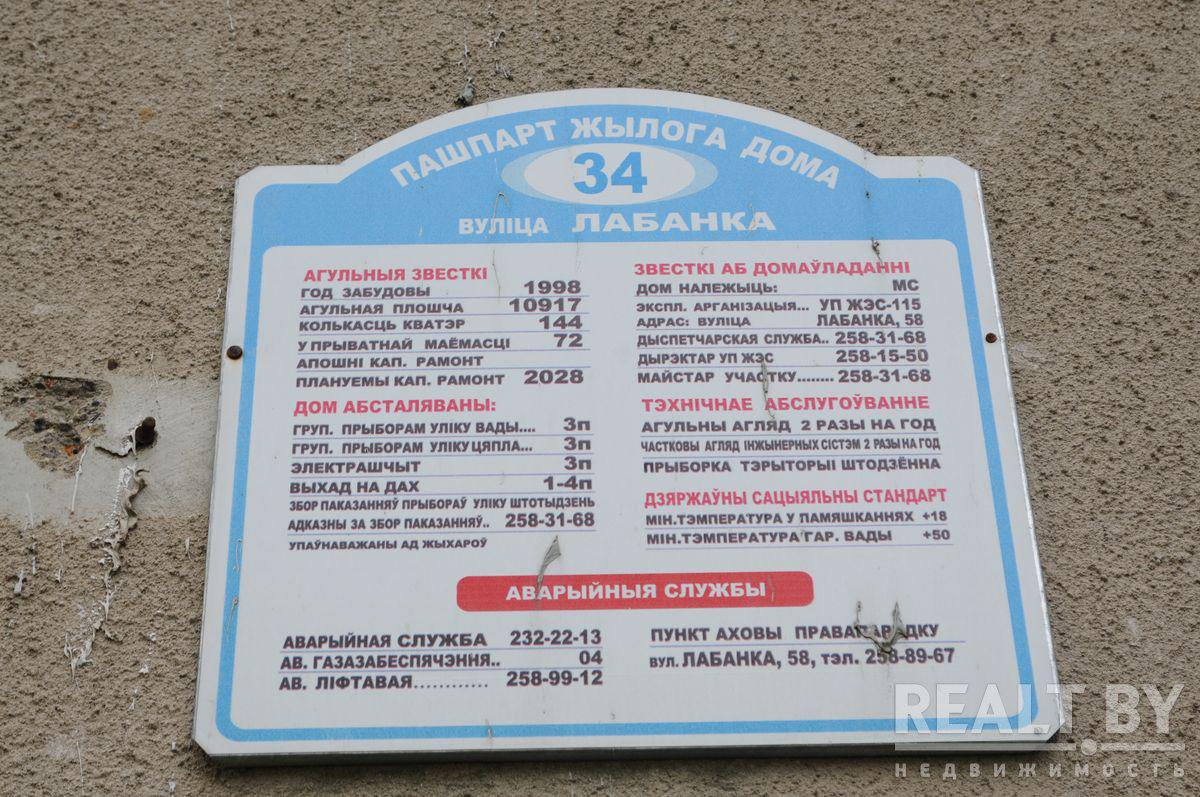 ПАШПАРТ ЖЫЛОГА ДОМА
34
ВУЛІЦА ЛАБАНКА
АГУЛЬНЫЯ ЗВЕСТКІ
ГОД ЗАБУДОВЫ 1998
АГУЛЬНАЯ ПЛОШЧА 10917
КОЛЬКАСЦЬ КВАТЭР 144
У ПРЫВАТНАЙ МАЁМАСЦІ 72
АПОШНІ КАП. РАМОНТ
ПЛАНУЕМЫ КАП. РАМОНТ 2028
ДОМ АБСТАЛЯВАНЫ:
ГРУП. ПРЫБОРАМ УЛІКУ ВАДЫ.... 3п
ГРУП. ПРЫБОРАМ УЛІКУ ЦЯПЛА... 3п
ЭЛЕКТРАШЧЫТ 3п
ВЫХАД НА ДАХ 1-4п
ЗБОР ПАКАЗАННЯЎ ПРЫБОРАЎ УЛІКУ ШТОТЫДЗЕНЬ
АДКАЗНЫ ЗА ЗБОР ПАКАЗАННЯЎ.. 258-31-68
УПАЎНАВАЖАНЫ АД ЖЫХАРОЎ
ЗВЕСТКІ АБ ДОМАЎЛАДАННІ
ДОМ НАЛЕЖЫЦЬ: МС
ЭКСПЛ. АРГАНІЗАЦЫЯ... УП ЖЭС-115
АДРАС: ВУЛІЦА ЛАБАНКА, 58
ДЫСПЕТЧАРСКАЯ СЛУЖБА.. 258-31-68
ДЫРЭКТАР УП ЖЭС 258-15-50
МАЙСТАР УЧАСТКУ........ 258-31-68
ТЭХНІЧНАЕ АБСЛУГОЎВАННЕ
АГУЛЬНЫ АГЛЯД 2 РАЗЫ НА ГОД
ЧАСТКОВЫ АГЛЯД ІНЖЫНЕРНЫХ СІСТЭМ 2 РАЗЫ НА ГОД
ПРЫБОРКА ТЭРЫТОРЫІ ШТОДЗЁННА
ДЗЯРЖАЎНЫ САЦЫЯЛЬНЫ СТАНДАРТ
МІН.ТЭМПЕРАТУРА У ПАМЯШКАННЯХ +18
МІН.ТЭМПЕРАТУРА ГАР. ВАДЫ +50
АВАРЫЙНЫЯ СЛУЖБЫ
АВАРЫЙНАЯ СЛУЖБА 232-22-13
АВ. ГАЗАЗАБЕСПЯЧЭННЯ.. 04
АВ. ЛІФТАВАЯ............ 258-99-12
ПУНКТ АХОВЫ ПРАВАПАРАДКУ
ВУЛ. ЛАБАНКА, 58, тэл. 258-89-67
REALT.BY
НЕДВИЖИМОСТЬ